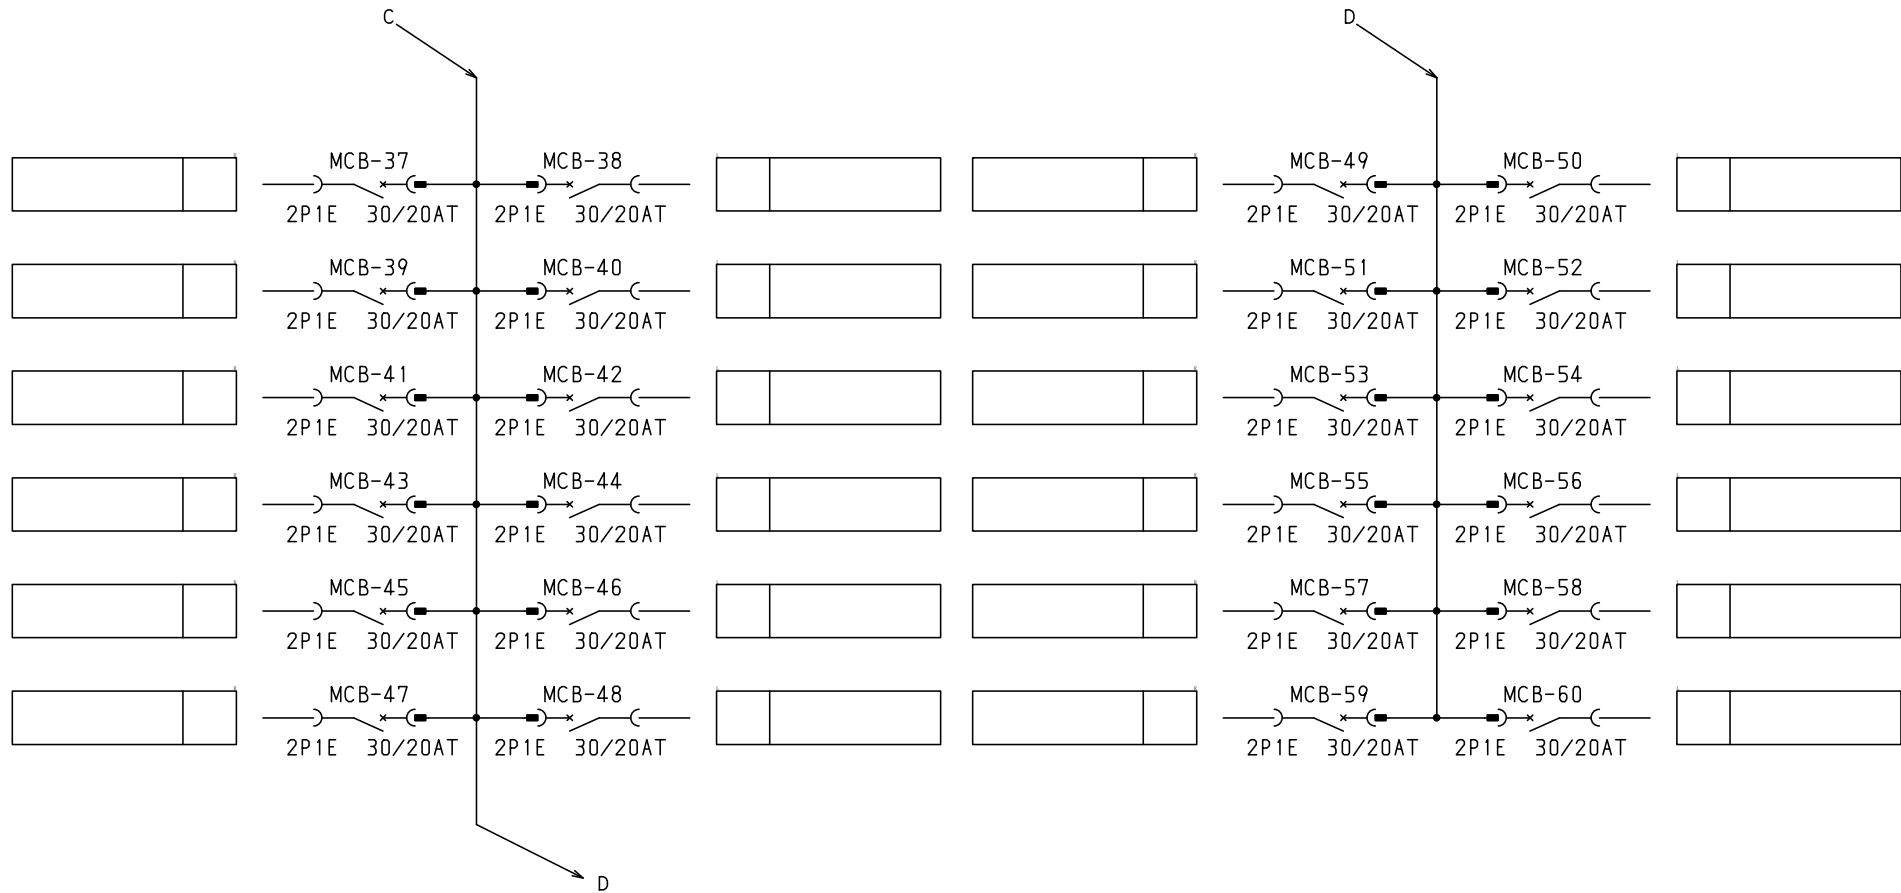 C D
MCB-37 MCB-38 MCB-49 MCB-50
2P1E 30/20AT 2P1E 30/20AT 2P1E 30/20AT 2P1E 30/20AT
MCB-39 MCB-40 MCB-51 MCB-52
2P1E 30/20AT 2P1E 30/20AT 2P1E 30/20AT 2P1E 30/20AT
MCB-41 MCB-42 MCB-53 MCB-54
2P1E 30/20AT 2P1E 30/20AT 2P1E 30/20AT 2P1E 30/20AT
MCB-43 MCB-44 MCB-55 MCB-56
2P1E 30/20AT 2P1E 30/20AT 2P1E 30/20AT 2P1E 30/20AT
MCB-45 MCB-46 MCB-57 MCB-58
2P1E 30/20AT 2P1E 30/20AT 2P1E 30/20AT 2P1E 30/20AT
MCB-47 MCB-48 MCB-59 MCB-60
2P1E 30/20AT 2P1E 30/20AT 2P1E 30/20AT 2P1E 30/20AT
D